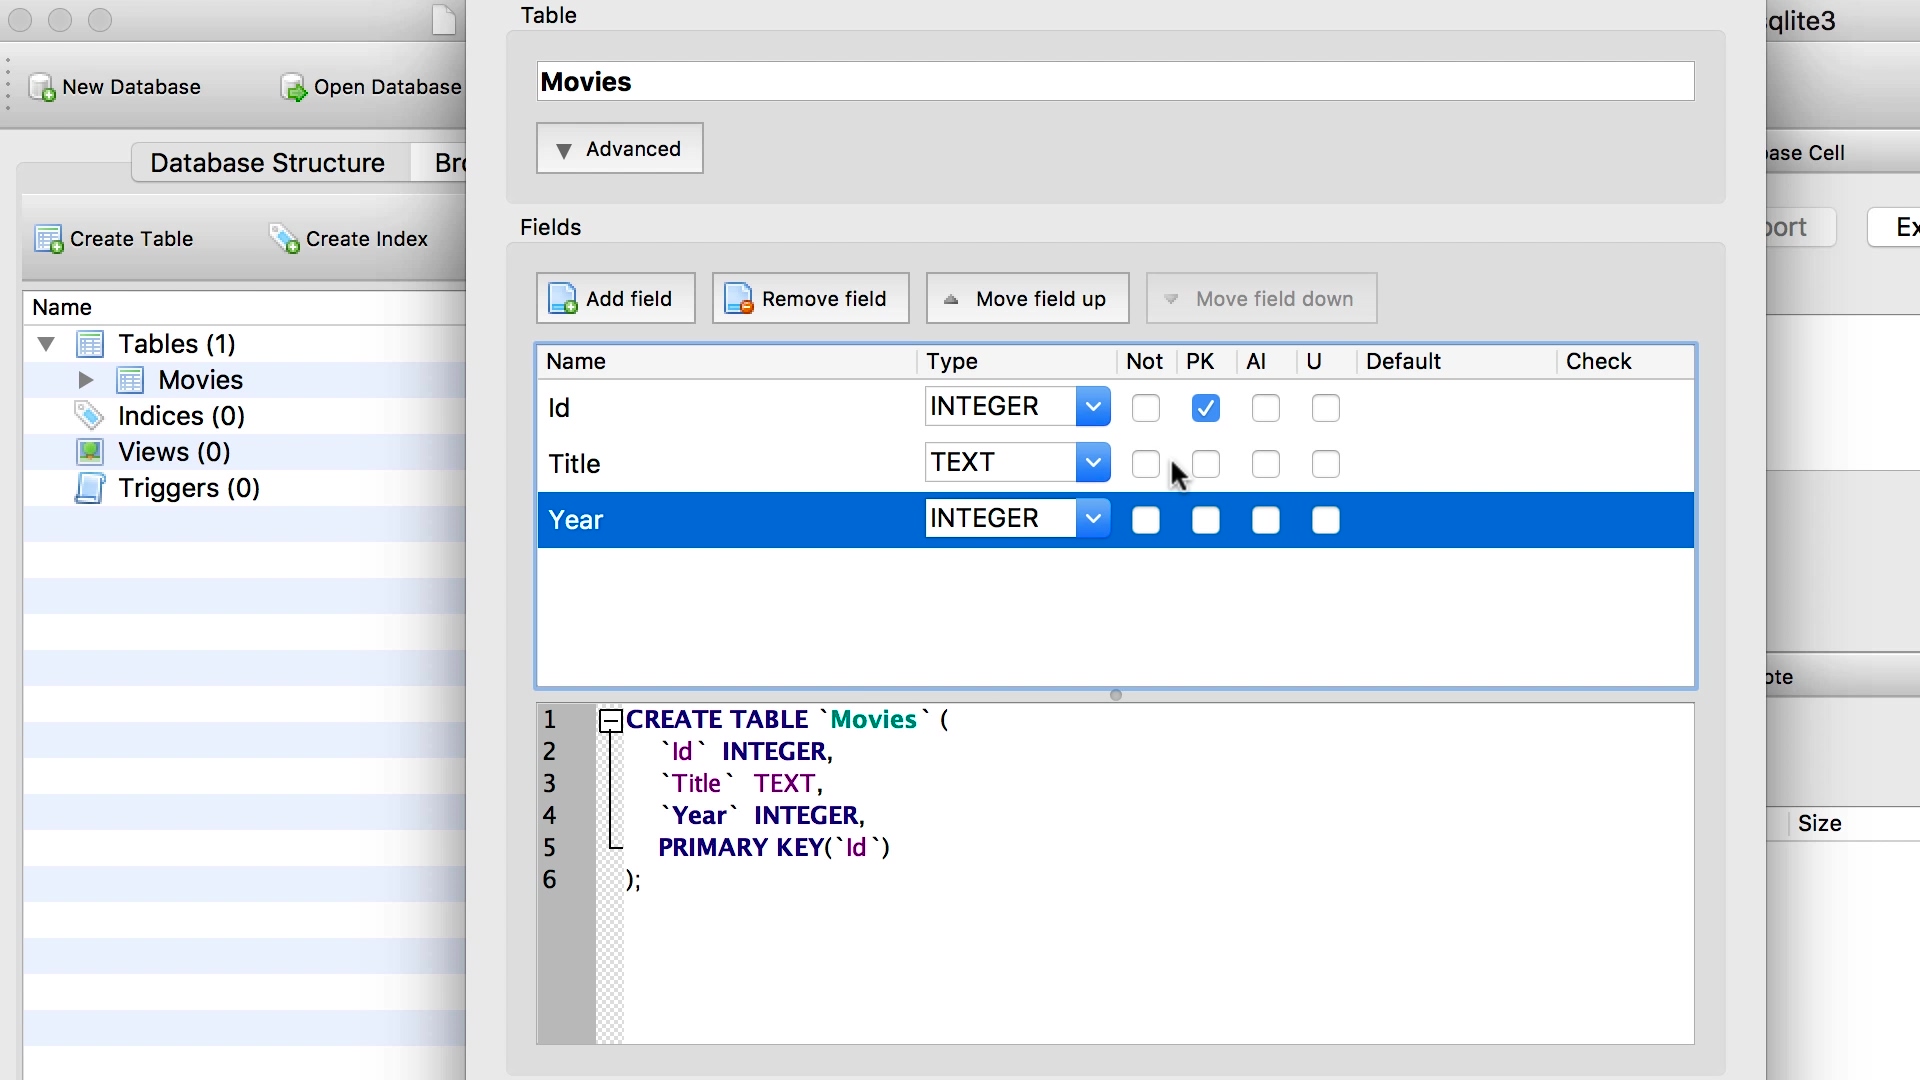 Table
qlite3
Movies
New Database
Open Database
Advanced
ase Cell
Database Structure
Bro
Fields
port
Ex
Create Table
Create Index
Add field
Remove field
Move field up
Move field down
Name
Tables (1)
Movies
Indices (0)
Views (0)
Triggers (0)
Name Type Not PK AI U Default Check
Id INTEGER
Title TEXT
Year INTEGER
ote
1 CREATE TABLE `Movies` (
2 `Id` INTEGER,
3 `Title` TEXT,
4 `Year` INTEGER,
5 PRIMARY KEY(`Id`)
6 );
Size